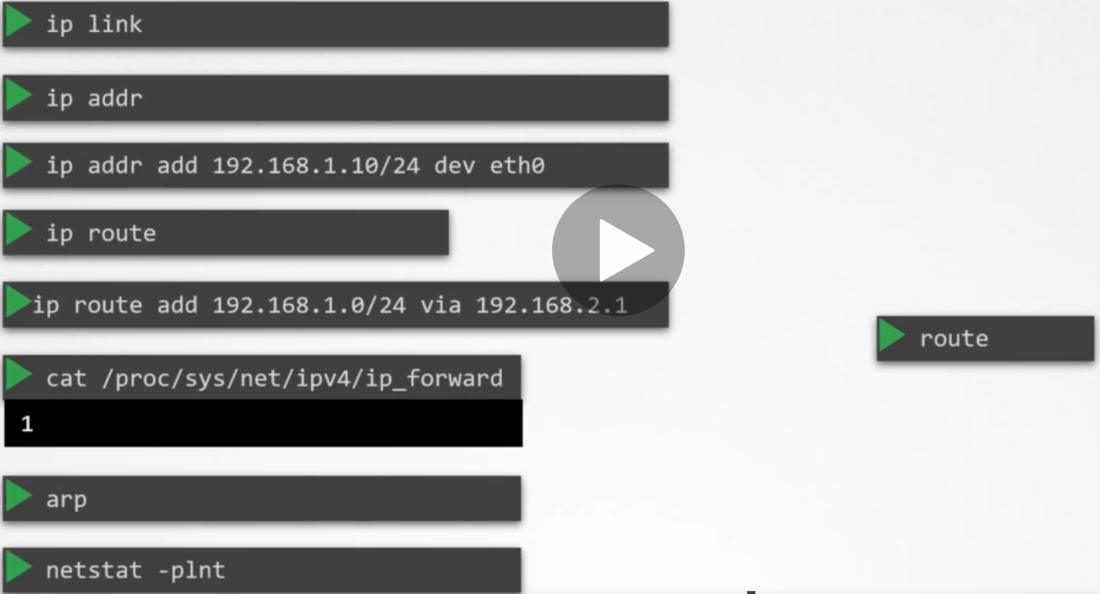 ip link
ip addr
ip addr add 192.168.1.10/24 dev eth0
ip route
ip route add 192.168.1.0/24 via 192.168.2.1
route
cat /proc/sys/net/ipv4/ip_forward
1
arp
netstat -plnt